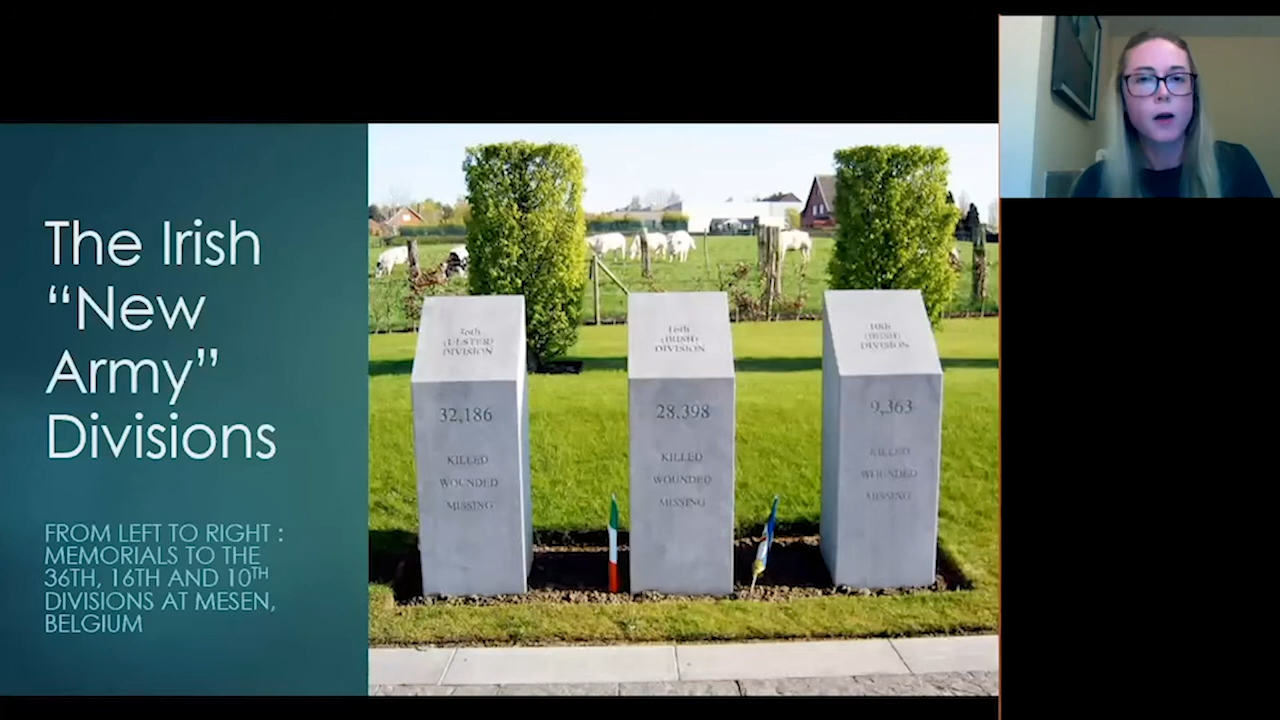 The Irish
“New
Army”
Divisions
FROM LEFT TO RIGHT :
MEMORIALS TO THE
36TH, 16TH AND 10TH
DIVISIONS AT MESEN,
BELGIUM
36th
(ULSTER)
DIVISION
32,186
KILLED
WOUNDED
MISSING
16th
(IRISH)
DIVISION
28,398
KILLED
WOUNDED
MISSING
10th
(IRISH)
DIVISION
9,363
KILLED
WOUNDED
MISSING